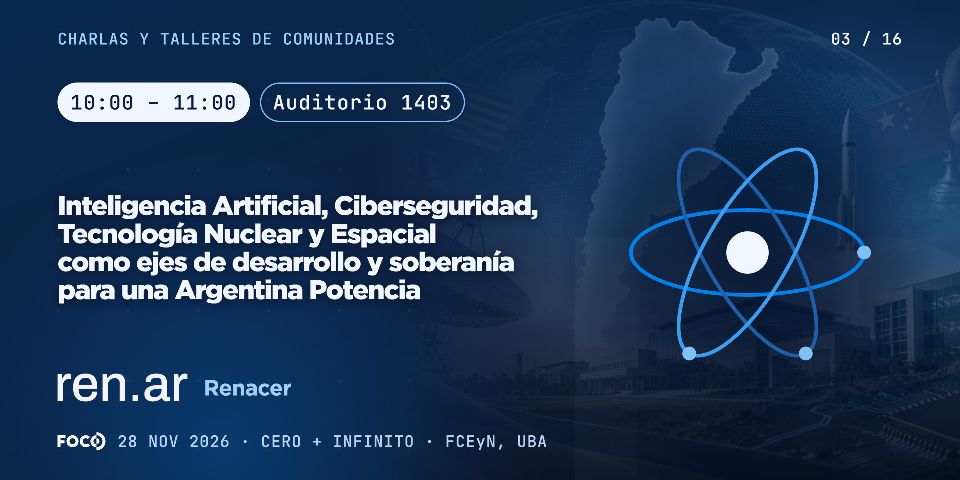 CHARLAS Y TALLERES DE COMUNIDADES
03 / 16
10:00 – 11:00
Auditorio 1403
Inteligencia Artificial, Ciberseguridad,
Tecnología Nuclear y Espacial
como ejes de desarrollo y soberanía
para una Argentina Potencia
ren.ar Renacer
FOCO 28 NOV 2026 · CERO + INFINITO · FCEyN, UBA